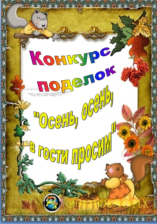 Конкурс
поделок
"Осень, осень,
в гости просим"